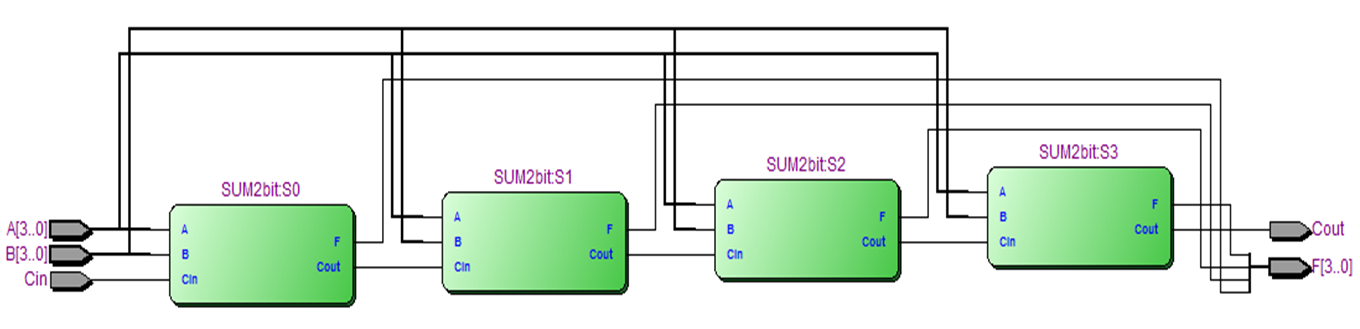 SUM2bit:S0
SUM2bit:S1
SUM2bit:S2
SUM2bit:S3
A[3..0]
B[3..0]
Cin
A
B
Cin
F
Cout
A
B
Cin
F
Cout
A
B
Cin
F
Cout
A
B
Cin
F
Cout
Cout
F[3..0]